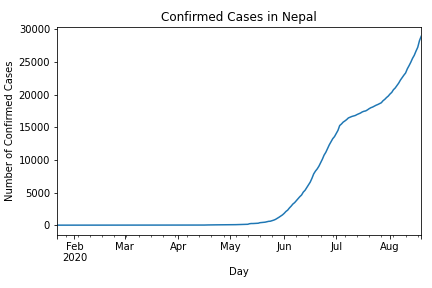 Confirmed Cases in Nepal
Number of Confirmed Cases
30000
25000
20000
15000
10000
5000
0
Feb Mar Apr May Jun Jul Aug
2020
Day